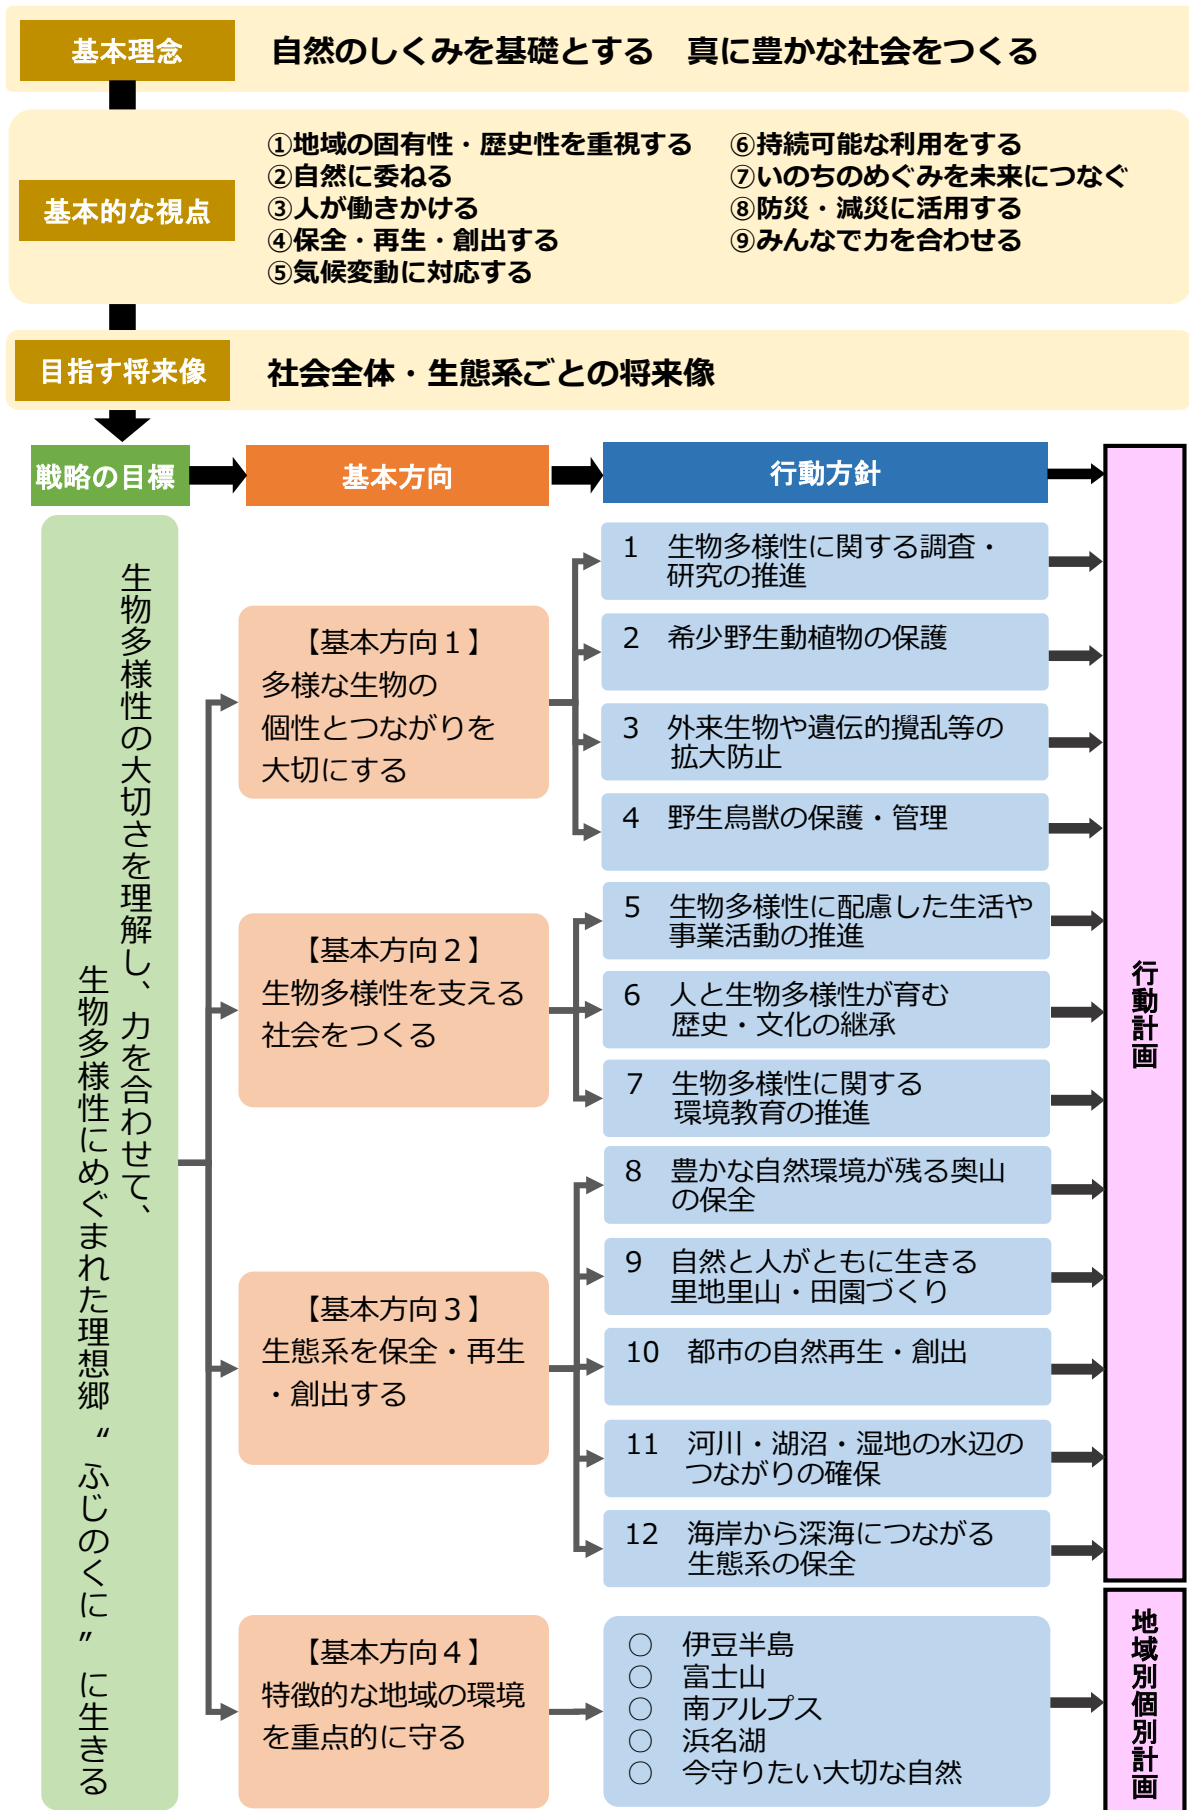 基本理念
自然のしくみを基礎とする　真に豊かな社会をつくる
基本的な視点
①地域の固有性・歴史性を重視する
②自然に委ねる
③人が働きかける
④保全・再生・創出する
⑤気候変動に対応する
⑥持続可能な利用をする
⑦いのちのめぐみを未来につなぐ
⑧防災・減災に活用する
⑨みんなで力を合わせる
目指す将来像
社会全体・生態系ごとの将来像
戦略の目標
基本方向
行動方針
生物多様性の大切さを理解し、力を合わせて、
生物多様性にめぐまれた理想郷“ふじのくに”に生きる
【基本方向１】
多様な生物の
個性とつながりを
大切にする
1　生物多様性に関する調査・
研究の推進
2　希少野生動植物の保護
3　外来生物や遺伝的攪乱等の
拡大防止
4　野生鳥獣の保護・管理
【基本方向２】
生物多様性を支える
社会をつくる
5　生物多様性に配慮した生活や
事業活動の推進
6　人と生物多様性が育む
歴史・文化の継承
7　生物多様性に関する
環境教育の推進
【基本方向３】
生態系を保全・再生
・創出する
8　豊かな自然環境が残る奥山
の保全
9　自然と人がともに生きる
里地里山・田園づくり
10　都市の自然再生・創出
11　河川・湖沼・湿地の水辺の
つながりの確保
12　海岸から深海につながる
生態系の保全
【基本方向４】
特徴的な地域の環境
を重点的に守る
○　伊豆半島
○　富士山
○　南アルプス
○　浜名湖
○　今守りたい大切な自然
行動計画
地域別個別計画